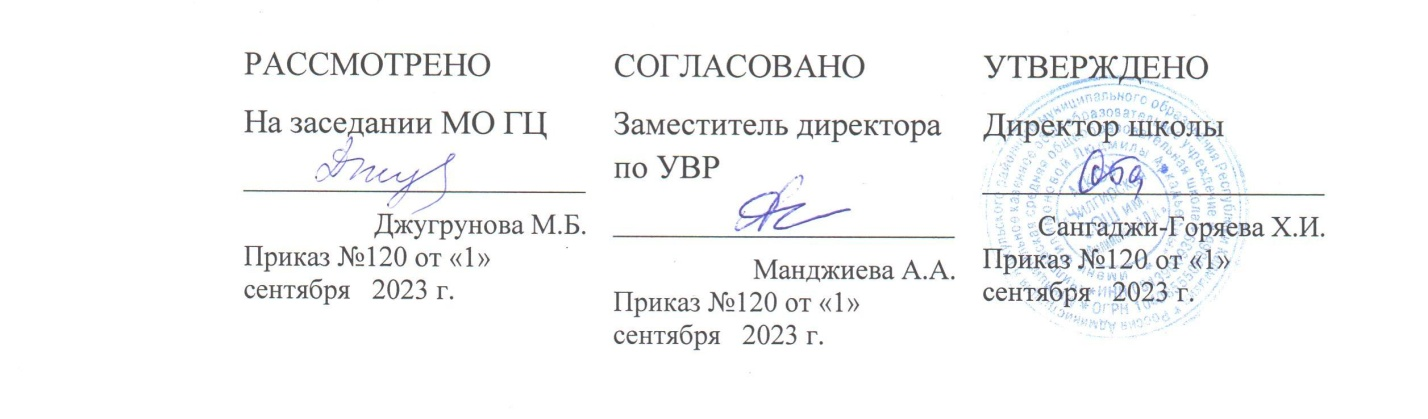 РАССМОТРЕНО
На заседании МО ГЦ
Джугрунова М.Б.
Приказ №120 от «1»
сентября 2023 г.
СОГЛАСОВАНО
Заместитель директора
по УВР
Манджиева А.А.
Приказ №120 от «1»
сентября 2023 г.
УТВЕРЖДЕНО
Директор школы
Сангаджи-Горяева Х.И.
Приказ №120 от «1»
сентября 2023 г.